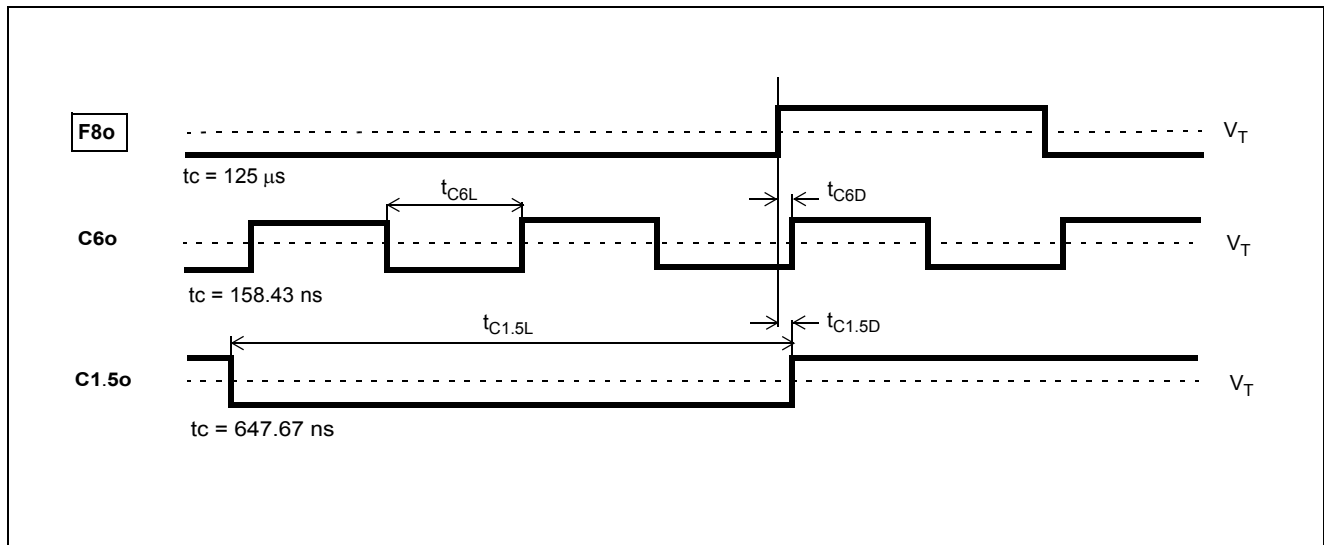 F8o
V_T
tc = 125 μs
t_C6L
t_C6D
C6o
V_T
tc = 158.43 ns
t_C1.5L
t_C1.5D
C1.5o
V_T
tc = 647.67 ns